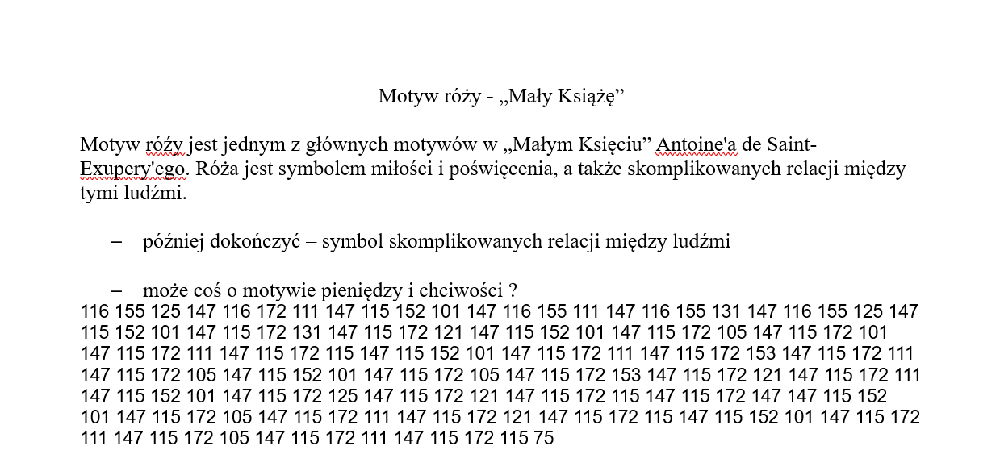 Motyw róży - „Mały Książę”
Motyw róźy jest jednym z głównych motywów w „Małym Księciu” Antoine'a de Saint-
Exupery'ego. Róża jest symbolem miłości i poświęcenia, a także skomplikowanych relacji między
tymi ludźmi.
– później dokończyć – symbol skomplikowanych relacji między ludźmi
– może coś o motywie pieniędzy i chciwości ?
116 155 125 147 116 172 111 147 115 152 101 147 116 155 111 147 116 155 131 147 116 155 125 147
115 152 101 147 115 172 131 147 115 172 121 147 115 152 101 147 115 172 105 147 115 172 101
147 115 172 111 147 115 172 115 147 115 152 101 147 115 172 111 147 115 172 153 147 115 172 111
147 115 172 105 147 115 152 101 147 115 172 105 147 115 172 153 147 115 172 121 147 115 172 111
147 115 152 101 147 115 172 125 147 115 172 121 147 115 172 115 147 115 172 147 147 115 152
101 147 115 172 105 147 115 172 111 147 115 172 121 147 115 172 115 147 115 152 101 147 115 172
111 147 115 172 105 147 115 172 111 147 115 172 115 75